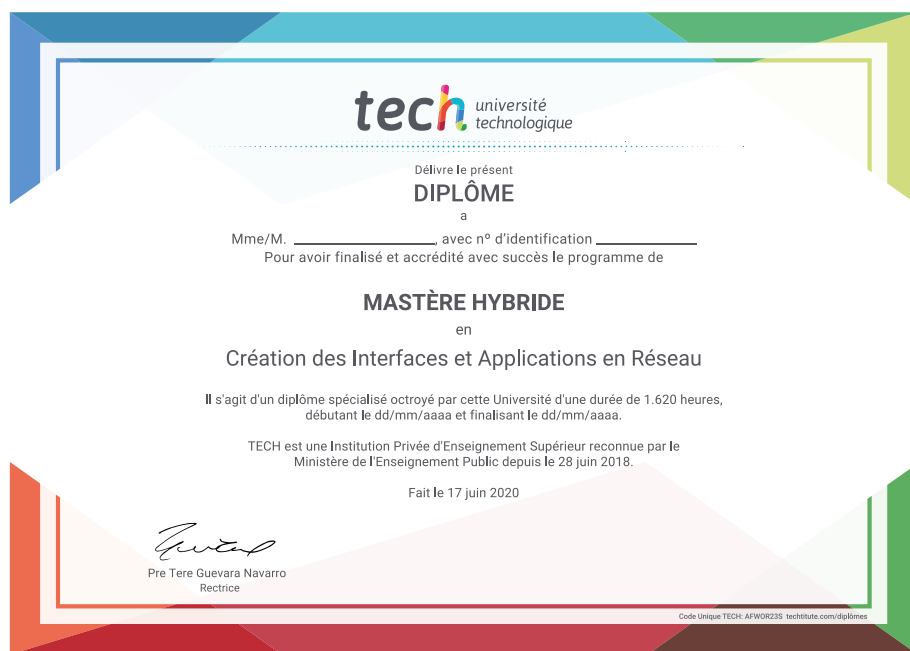 tech université
technologique
Délivre le présent
DIPLÔME
a
Mme/M. ____________________, avec nº d'identification ______________
Pour avoir finalisé et accrédité avec succès le programme de
MASTÈRE HYBRIDE
en
Création des Interfaces et Applications en Réseau
Il s'agit d'un diplôme spécialisé octroyé par cette Université d'une durée de 1.620 heures,
débutant le dd/mm/aaaa et finalisant le dd/mm/aaaa.
TECH est une Institution Privée d'Enseignement Supérieur reconnue par le
Ministère de l'Enseignement Public depuis le 28 juin 2018.
Fait le 17 juin 2020
Pre Tere Guevara Navarro
Rectrice
Code Unique TECH: AFWOR23S techtitute.com/diplômes